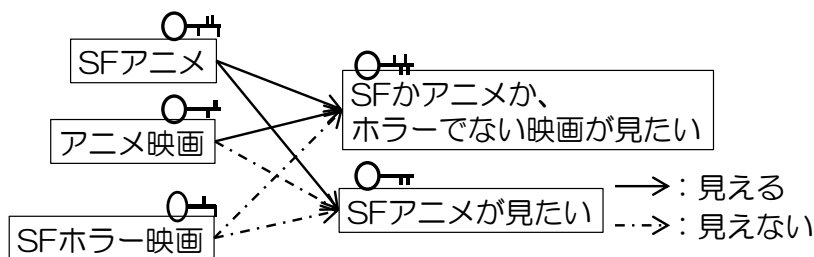 SFアニメ
アニメ映画
SFホラー映画
SFかアニメか、
ホラーでない映画が見たい
SFアニメが見たい
：見える
：見えない